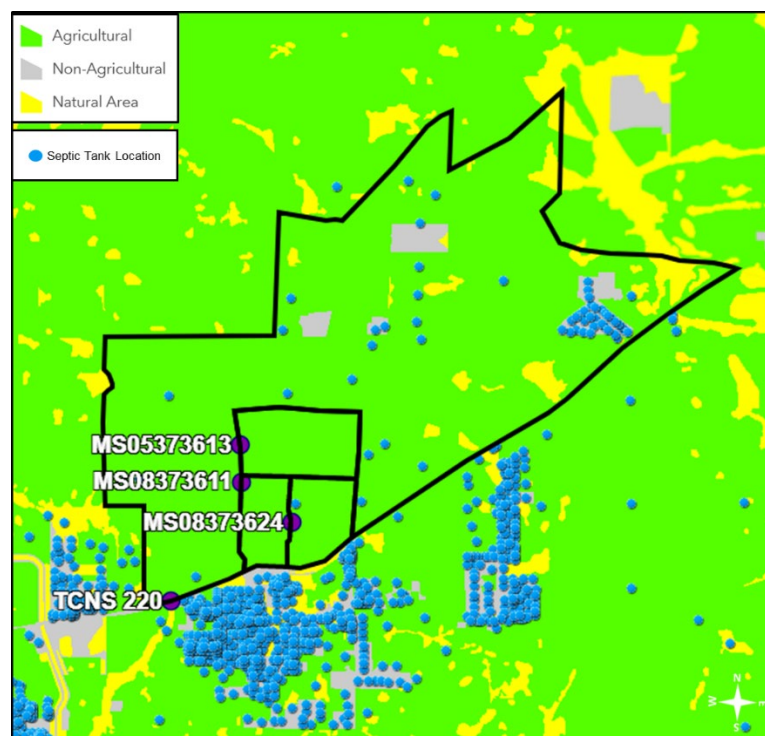 Agricultural
Non-Agricultural
Natural Area
Septic Tank Location
MS05373613
MS08373611
MS08373624
TCNS 220
N
W E
S